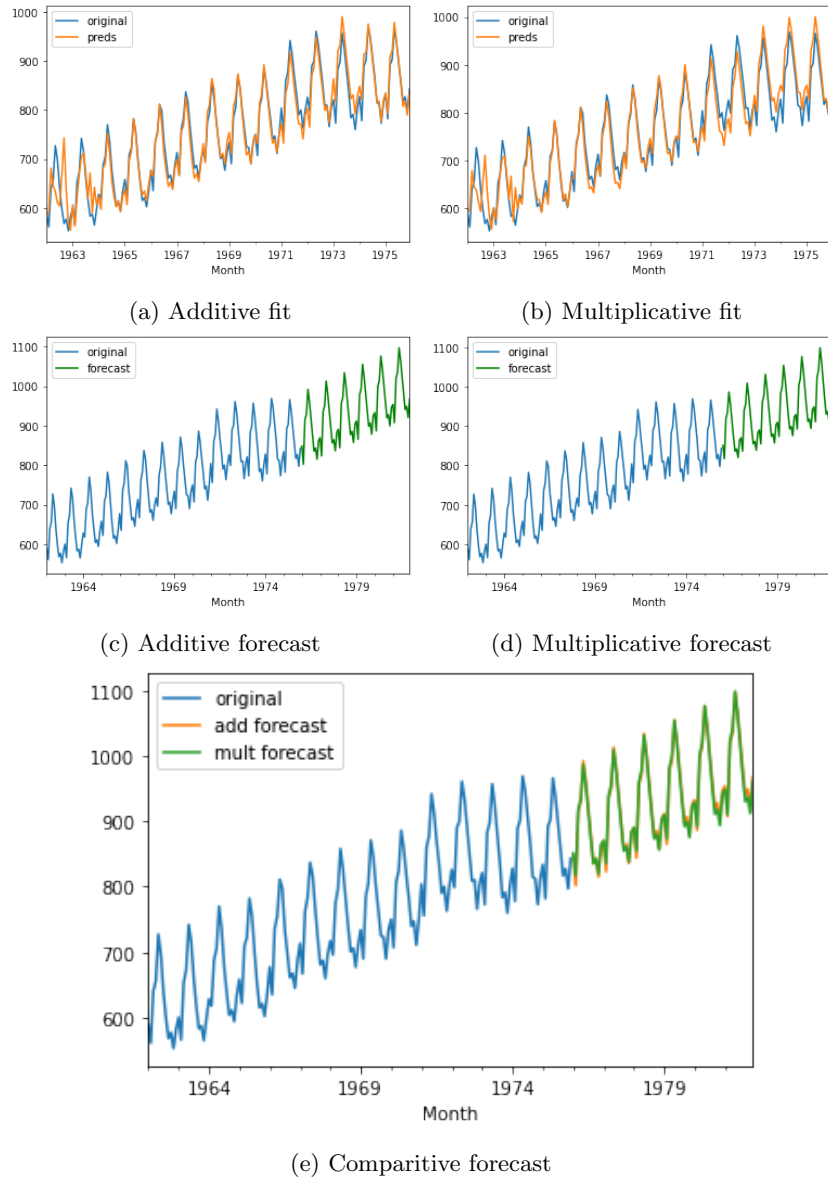 original
preds
1000
900
800
700
600
1963 1965 1967 1969 1971 1973 1975
Month
(a) Additive fit
original
preds
1000
900
800
700
600
1963 1965 1967 1969 1971 1973 1975
Month
(b) Multiplicative fit
original
forecast
1100
1000
900
800
700
600
1964 1969 1974 1979
Month
(c) Additive forecast
original
forecast
1100
1000
900
800
700
600
1964 1969 1974 1979
Month
(d) Multiplicative forecast
original
add forecast
mult forecast
1100
1000
900
800
700
600
1964 1969 1974 1979
Month
(e) Comparitive forecast